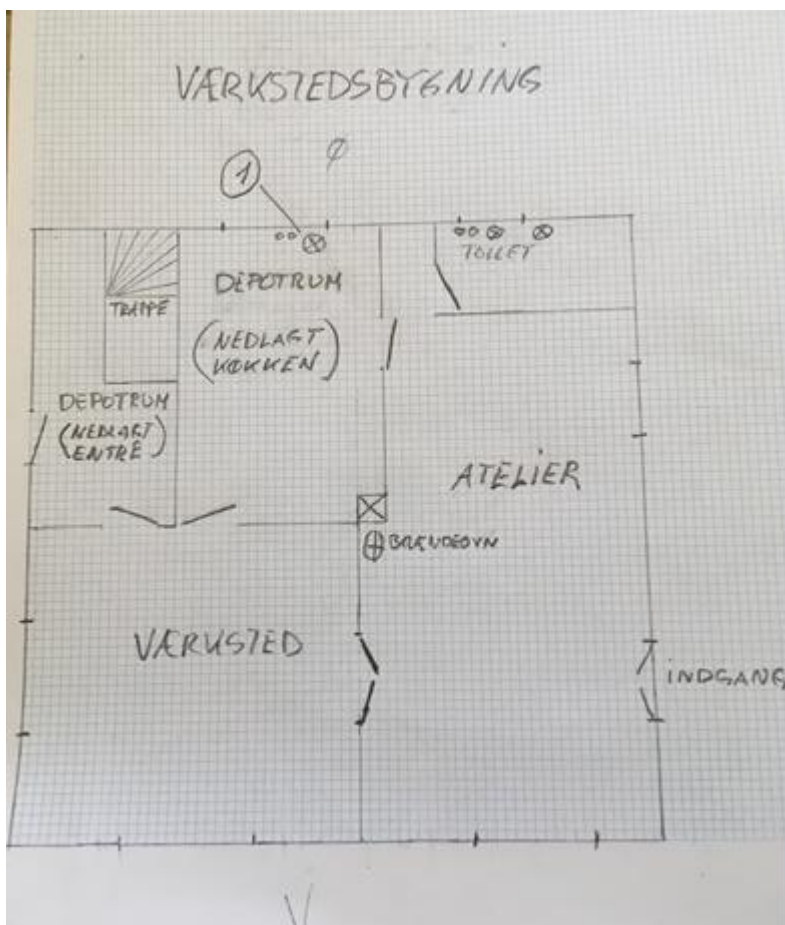 VÆRKSTEDSBYGNING
Ø
1
TRAPPE
DEPOTRUM
(NEDLAGT
KØKKEN)
TOILET
DEPOTRUM
(NEDLAGT
ENTRÉ)
ATELIER
BRÆNDEOVN
VÆRKSTED
INDGANG
V